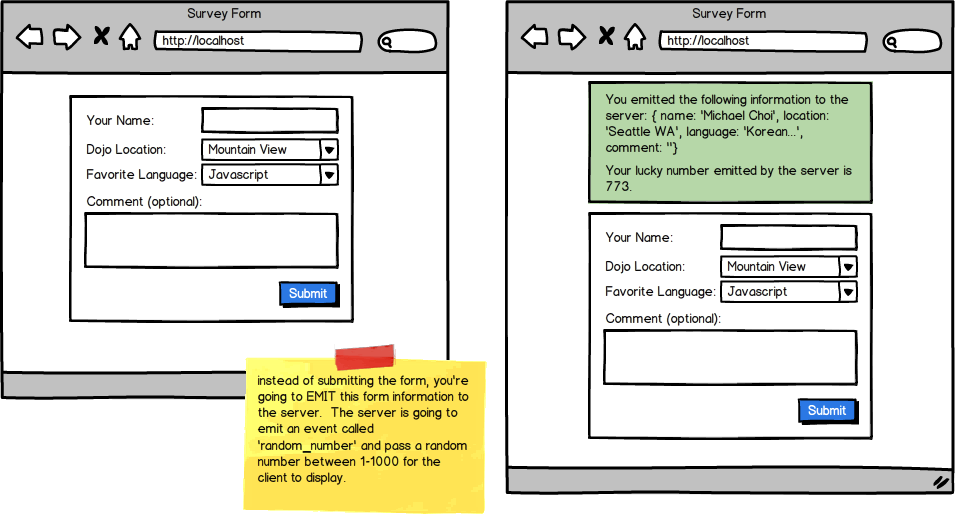 Survey Form
http://localhost
Your Name:
Dojo Location: Mountain View
Favorite Language: Javascript
Comment (optional):
Submit
instead of submitting the form, you're
going to EMIT this form information to
the server. The server is going to
emit an event called
'random_number' and pass a random
number between 1-1000 for the
client to display.
Survey Form
http://localhost
You emitted the following information to the
server: { name: 'Michael Choi', location:
'Seattle WA', language: 'Korean...',
comment: ''}
Your lucky number emitted by the server is
773.
Your Name:
Dojo Location: Mountain View
Favorite Language: Javascript
Comment (optional):
Submit